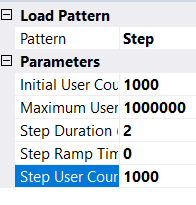 Load Pattern
Pattern Step
Parameters
Initial User Cou 1000
Maximum User 1000000
Step Duration ( 2
Step Ramp Tim 0
Step User Cour 1000